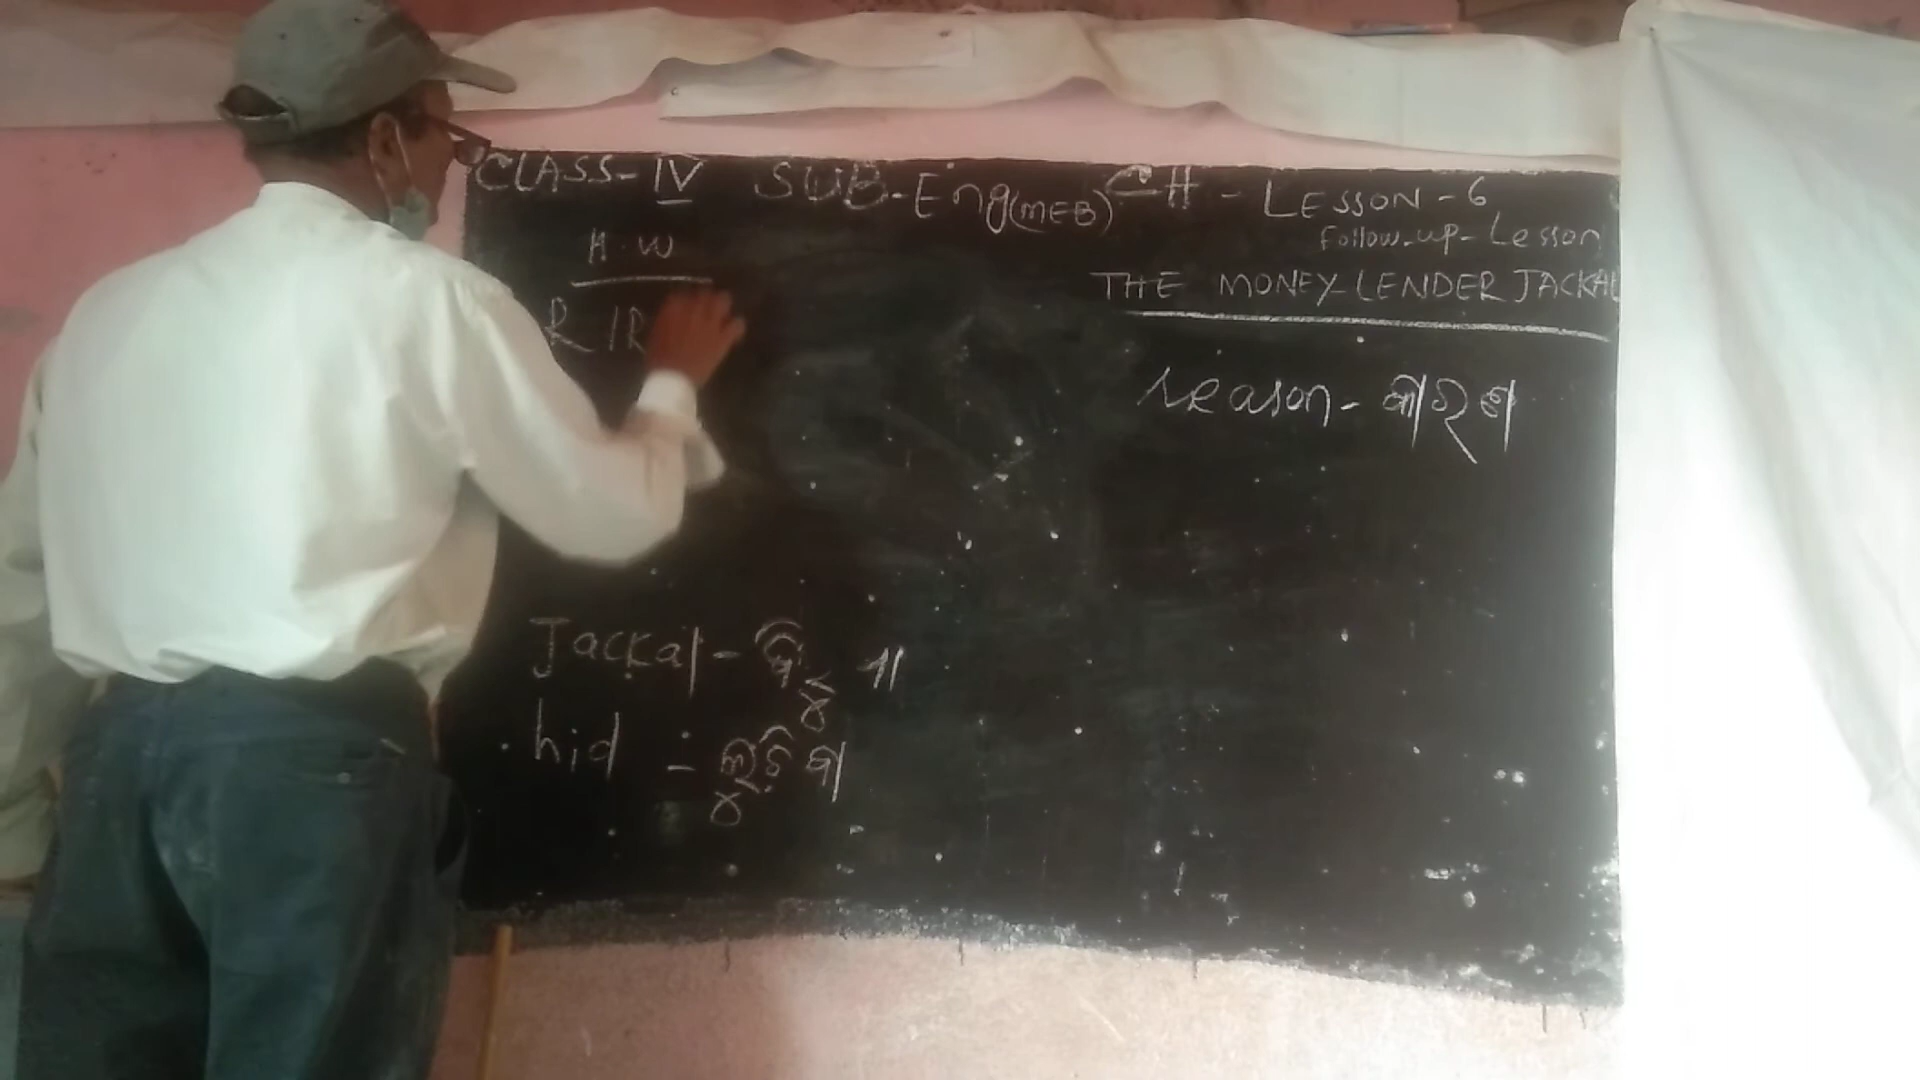 CLASS-IV SUB-Eng(MEB) CH - LESSON - 6
Follow-up-Lesson
THE MONEY-LENDER JACKAL
H.W
R/R
reason - କାରଣ
Jackal -
hid - ଲୁଚିବା